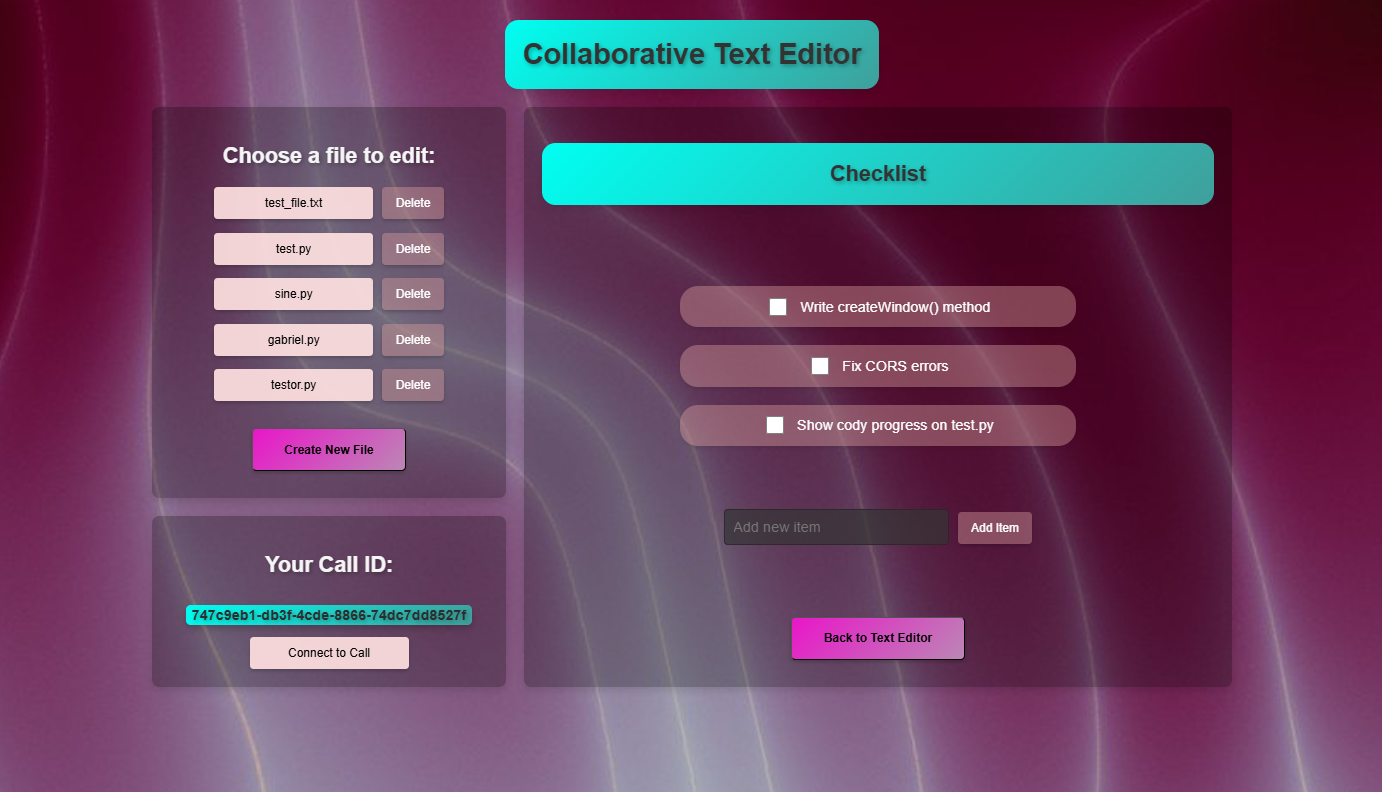 Collaborative Text Editor
Choose a file to edit:
test_file.txt Delete
test.py Delete
sine.py Delete
gabriel.py Delete
testor.py Delete
Create New File
Your Call ID:
747c9eb1-db3f-4cde-8866-74dc7dd8527f
Connect to Call
Checklist
Write createWindow() method
Fix CORS errors
Show cody progress on test.py
Add new item Add Item
Back to Text Editor